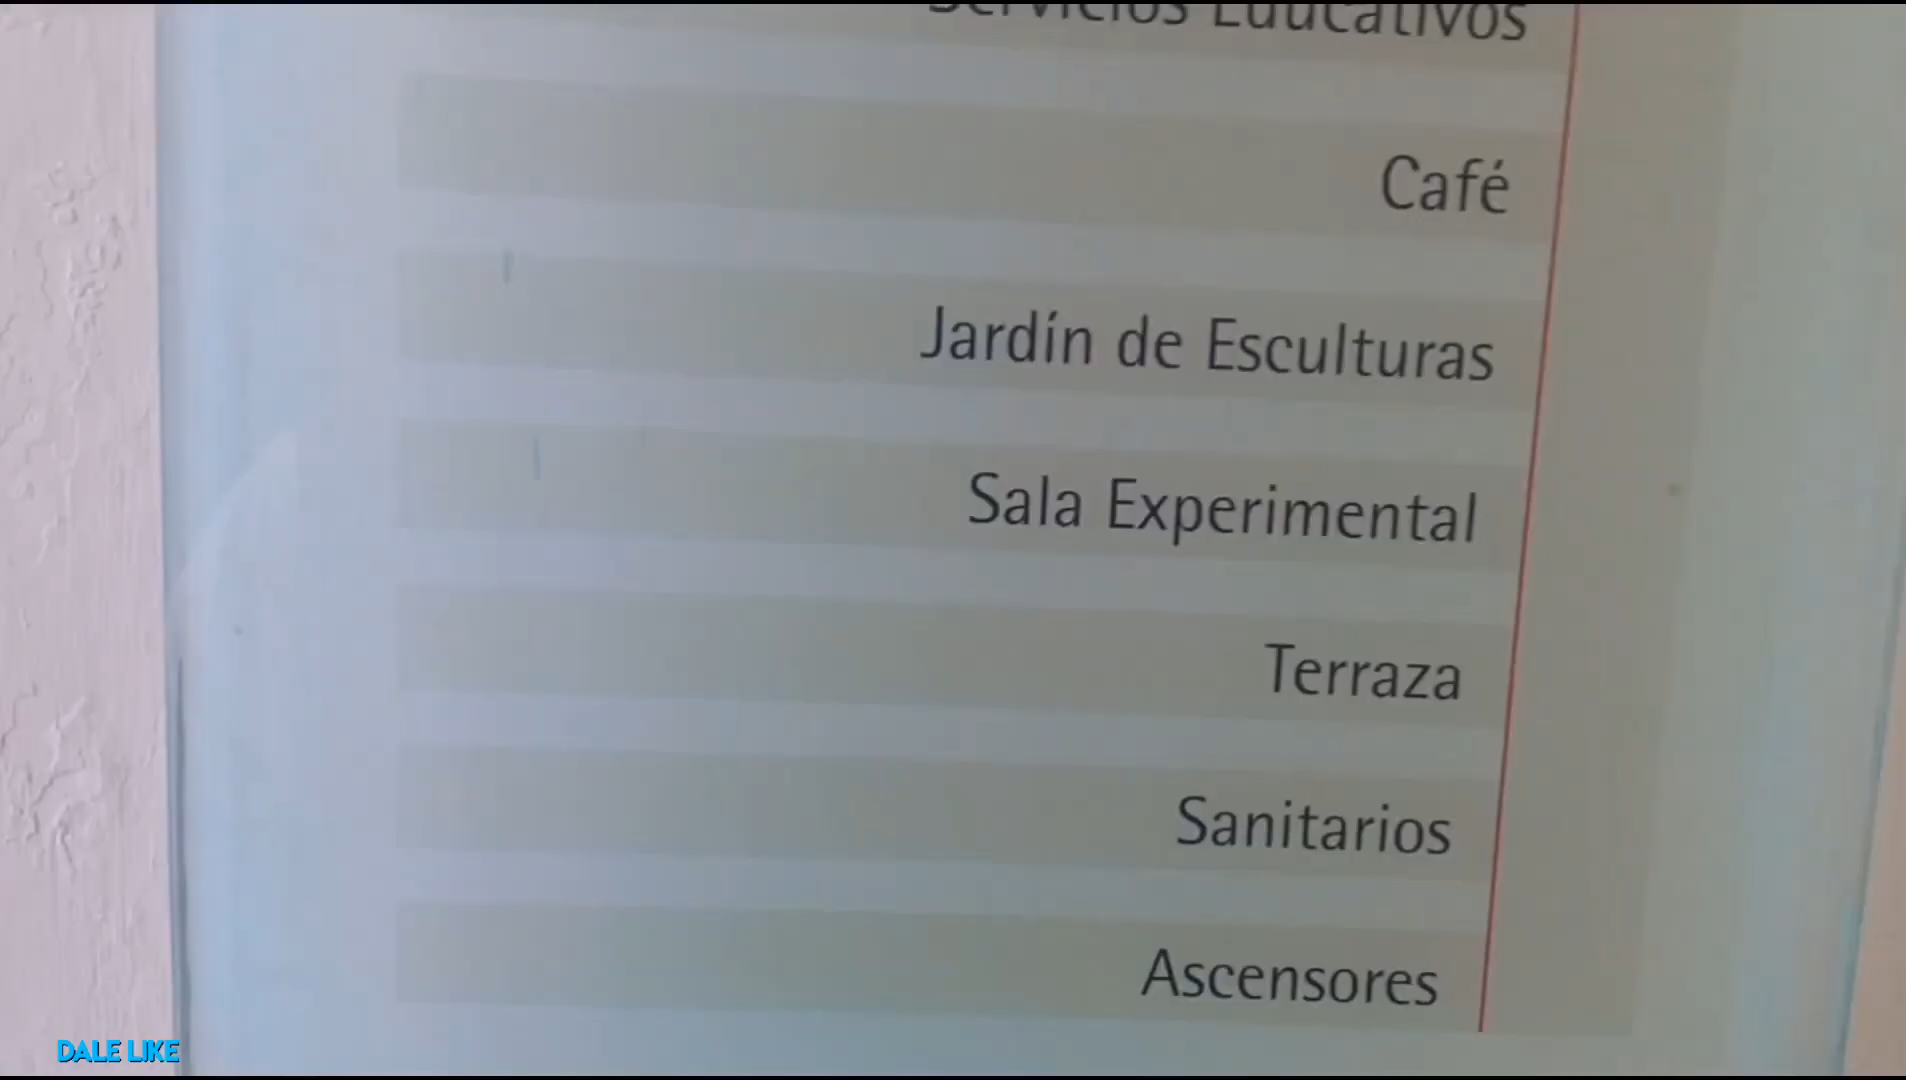 Servicios Educativos
Café
Jardín de Esculturas
Sala Experimental
Terraza
Sanitarios
Ascensores
DALE LIKE